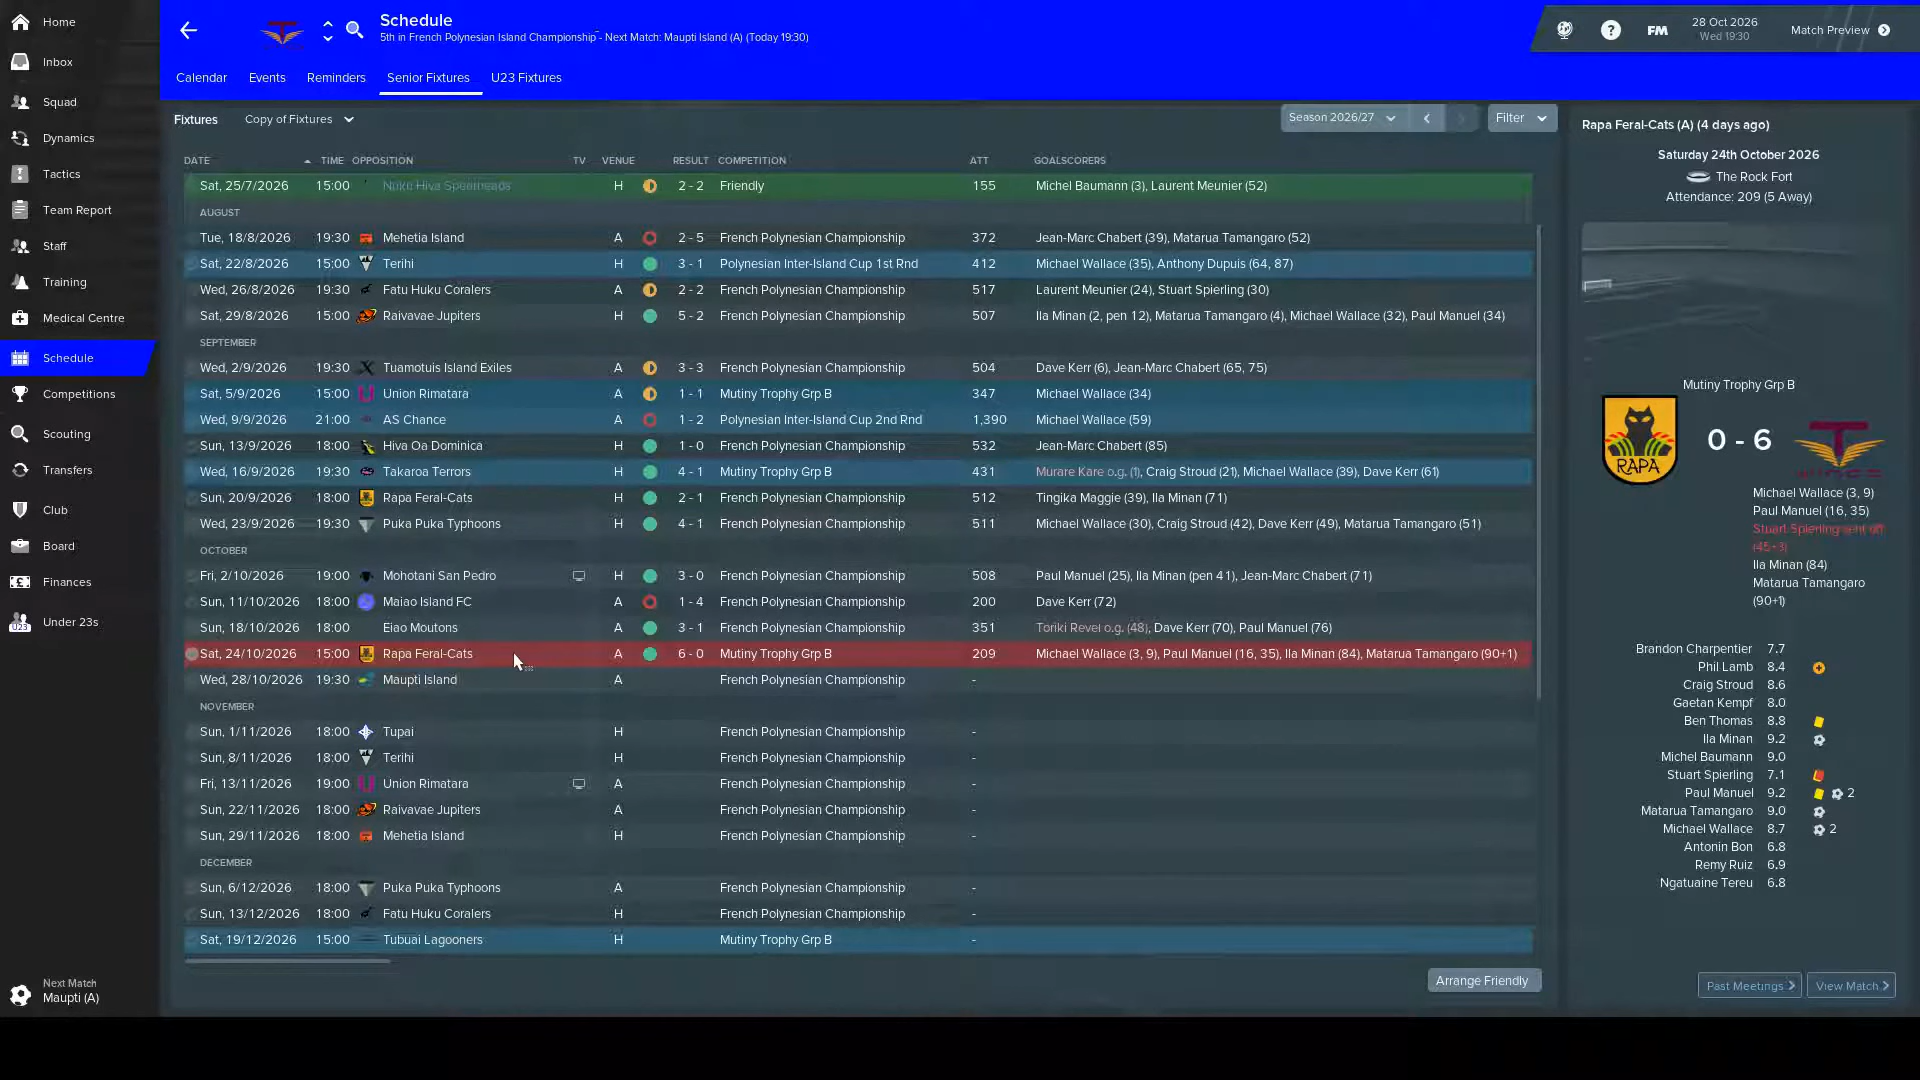 Home
Inbox
Squad
Dynamics
Tactics
Team Report
Staff
Training
Medical Centre
Schedule
Competitions
Scouting
Transfers
Club
Board
Finances
U23 Under 23s
Next Match
Maupti (A)
Schedule
5th in French Polynesian Island Championship - Next Match: Maupti Island (A) (Today 19:30)
FM
28 Oct 2026
Wed 19:30
Match Preview
Calendar Events Reminders Senior Fixtures U23 Fixtures
Fixtures Copy of Fixtures Season 2026/27 Filter
DATE TIME OPPOSITION TV VENUE RESULT COMPETITION ATT GOALSCORERS
Sat, 25/7/2026 15:00 Nuku Hiva Spearheads H 2 - 2 Friendly 155 Michel Baumann (3), Laurent Meunier (52)
AUGUST
Tue, 18/8/2026 19:30 Mehetia Island A 2 - 5 French Polynesian Championship 372 Jean-Marc Chabert (39), Matarua Tamangaro (52)
Sat, 22/8/2026 15:00 Terihi H 3 - 1 Polynesian Inter-Island Cup 1st Rnd 412 Michael Wallace (35), Anthony Dupuis (64, 87)
Wed, 26/8/2026 19:30 Fatu Huku Coralers A 2 - 2 French Polynesian Championship 517 Laurent Meunier (24), Stuart Spierling (30)
Sat, 29/8/2026 15:00 Raivavae Jupiters H 5 - 2 French Polynesian Championship 507 Ila Minan (2, pen 12), Matarua Tamangaro (4), Michael Wallace (32), Paul Manuel (34)
SEPTEMBER
Wed, 2/9/2026 19:30 Tuamotuis Island Exiles A 3 - 3 French Polynesian Championship 504 Dave Kerr (6), Jean-Marc Chabert (65, 75)
Sat, 5/9/2026 15:00 Union Rimatara A 1 - 1 Mutiny Trophy Grp B 347 Michael Wallace (34)
Wed, 9/9/2026 21:00 AS Chance A 1 - 2 Polynesian Inter-Island Cup 2nd Rnd 1,390 Michael Wallace (59)
Sun, 13/9/2026 18:00 Hiva Oa Dominica H 1 - 0 French Polynesian Championship 532 Jean-Marc Chabert (85)
Wed, 16/9/2026 19:30 Takaroa Terrors H 4 - 1 Mutiny Trophy Grp B 431 Murare Kare o.g. (1), Craig Stroud (21), Michael Wallace (39), Dave Kerr (61)
Sun, 20/9/2026 18:00 Rapa Feral-Cats H 2 - 1 French Polynesian Championship 512 Tingika Maggie (39), Ila Minan (71)
Wed, 23/9/2026 19:30 Puka Puka Typhoons H 4 - 1 French Polynesian Championship 511 Michael Wallace (30), Craig Stroud (42), Dave Kerr (49), Matarua Tamangaro (51)
OCTOBER
Fri, 2/10/2026 19:00 Mohotani San Pedro H 3 - 0 French Polynesian Championship 508 Paul Manuel (25), Ila Minan (pen 41), Jean-Marc Chabert (71)
Sun, 11/10/2026 18:00 Maiao Island FC A 1 - 4 French Polynesian Championship 200 Dave Kerr (72)
Sun, 18/10/2026 18:00 Eiao Moutons A 3 - 1 French Polynesian Championship 351 Toriki Revel o.g. (48), Dave Kerr (70), Paul Manuel (76)
Sat, 24/10/2026 15:00 Rapa Feral-Cats A 6 - 0 Mutiny Trophy Grp B 209 Michael Wallace (3, 9), Paul Manuel (16, 35), Ila Minan (84), Matarua Tamangaro (90+1)
Wed, 28/10/2026 19:30 Maupti Island A French Polynesian Championship -
NOVEMBER
Sun, 1/11/2026 18:00 Tupai H French Polynesian Championship -
Sun, 8/11/2026 18:00 Terihi H French Polynesian Championship -
Fri, 13/11/2026 19:00 Union Rimatara A French Polynesian Championship -
Sun, 22/11/2026 18:00 Raivavae Jupiters A French Polynesian Championship -
Sun, 29/11/2026 18:00 Mehetia Island H French Polynesian Championship -
DECEMBER
Sun, 6/12/2026 18:00 Puka Puka Typhoons A French Polynesian Championship -
Sun, 13/12/2026 18:00 Fatu Huku Coralers H French Polynesian Championship -
Sat, 19/12/2026 15:00 Tubuai Lagooners H Mutiny Trophy Grp B -
Arrange Friendly
Rapa Feral-Cats (A) (4 days ago)
Saturday 24th October 2026
The Rock Fort
Attendance: 209 (5 Away)
Mutiny Trophy Grp B
RAPA
0 - 6
Michael Wallace (3, 9)
Paul Manuel (16, 35)
Stuart Spierling sent off
(45+3)
Ila Minan (84)
Matarua Tamangaro
(90+1)
Brandon Charpentier 7.7
Phil Lamb 8.4
Craig Stroud 8.6
Gaetan Kempf 8.0
Ben Thomas 8.8
Ila Minan 9.2
Michel Baumann 9.0
Stuart Spierling 7.1
Paul Manuel 9.2 2
Matarua Tamangaro 9.0
Michael Wallace 8.7 2
Antonin Bon 6.8
Remy Ruiz 6.9
Ngatuaine Tereu 6.8
Past Meetings View Match